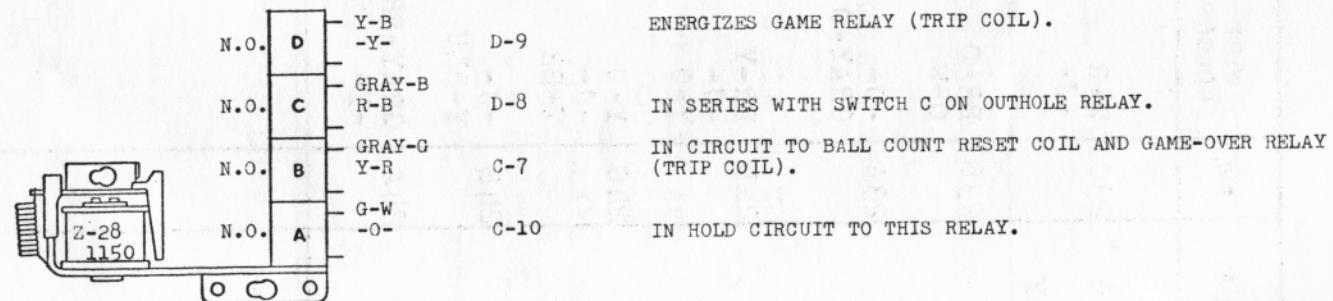 Y-B ENERGIZES GAME RELAY (TRIP COIL).
N.O. D -Y- D-9
GRAY-B
N.O. C R-B D-8 IN SERIES WITH SWITCH C ON OUTHOLE RELAY.
GRAY-G IN CIRCUIT TO BALL COUNT RESET COIL AND GAME-OVER RELAY
N.O. B Y-R C-7 (TRIP COIL).
G-W
N.O. A -O- C-10 IN HOLD CIRCUIT TO THIS RELAY.
Z-28
1150